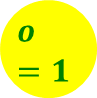 o
= 1